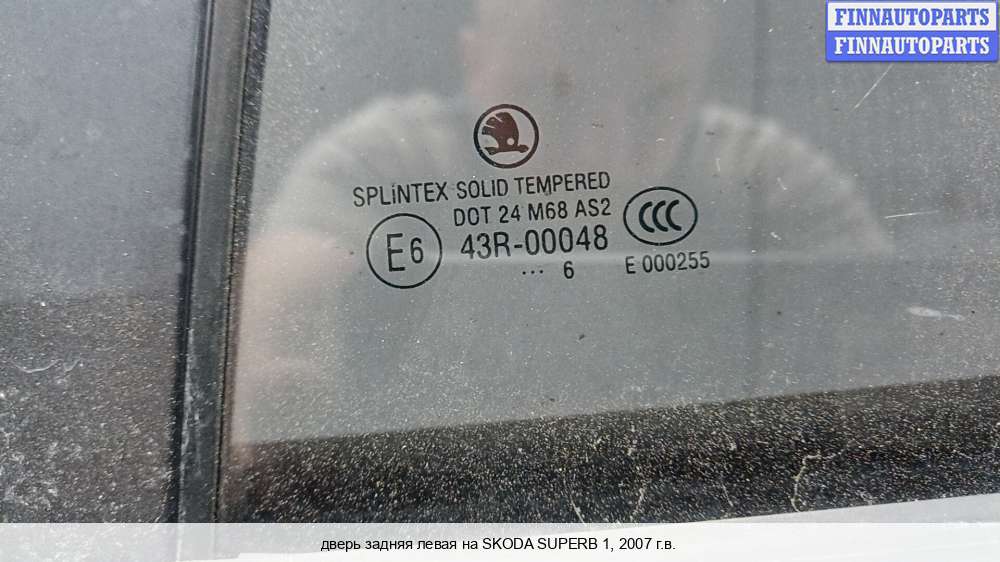 FINNAUTOPARTS
FINNAUTOPARTS
SPLiNTEX SOLID TEMPERED
DOT 24 M68 AS2
E6 43R-00048 CCC
... 6 E 000255
дверь задняя левая на SKODA SUPERB 1, 2007 г.в.